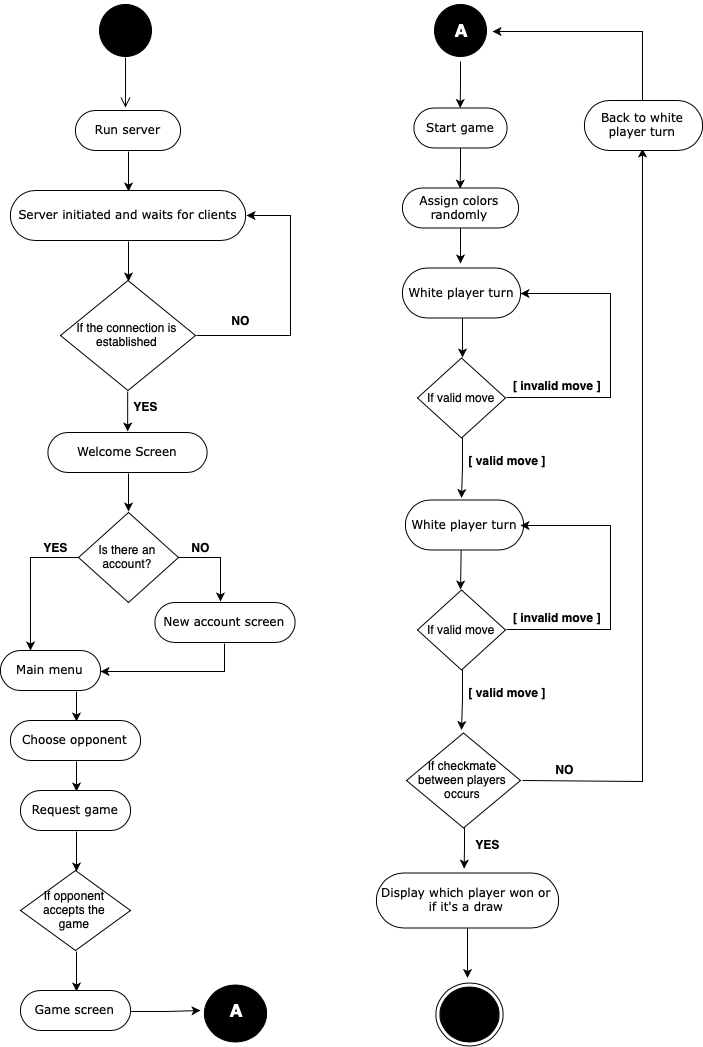 Run server
Server initiated and waits for clients
If the connection is
established
NO
YES
Welcome Screen
Is there an
account?
YES
NO
New account screen
Main menu
Choose opponent
Request game
If opponent
accepts the
game
Game screen
A
A
Start game
Back to white
player turn
Assign colors
randomly
White player turn
If valid move
[ invalid move ]
[ valid move ]
White player turn
If valid move
[ invalid move ]
[ valid move ]
If checkmate
between players
occurs
NO
YES
Display which player won or
if it's a draw